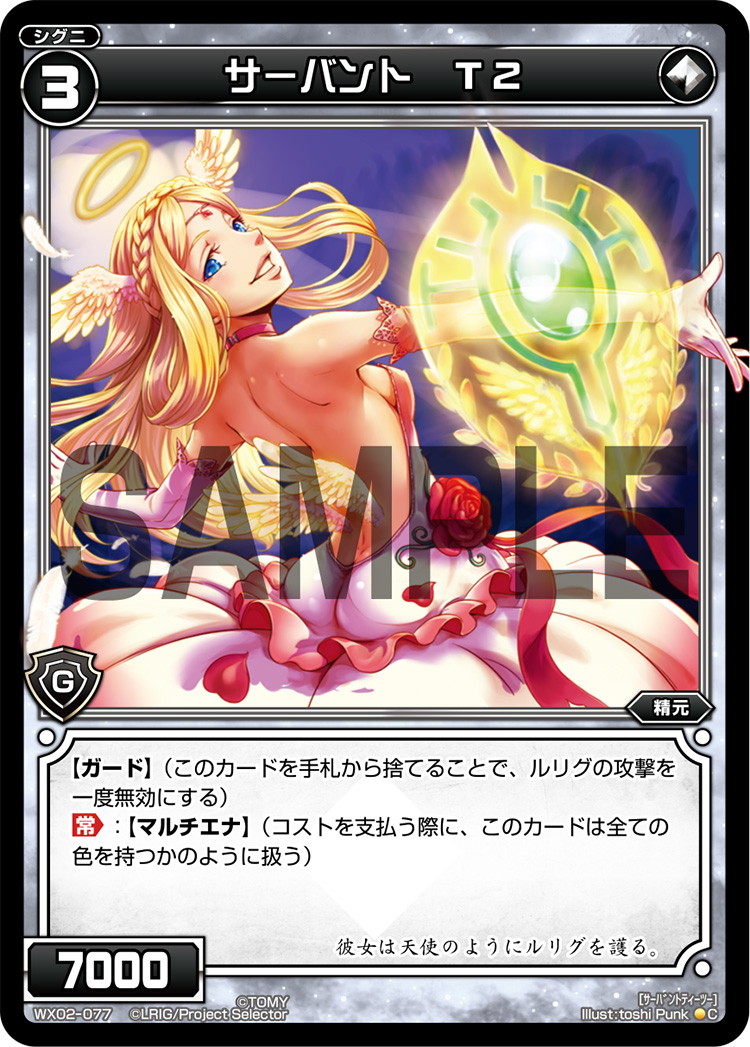 シグニ
3
サーバント T2
SAMPLE
G
精元
【ガード】（このカードを手札から捨てることで、ルリグの攻撃を
一度無効にする）
常：【マルチエナ】（コストを支払う際に、このカードは全ての
色を持つかのように扱う）
彼女は天使のようにルリグを護る。
7000
©TOMY
[サーバントティーツー]
WX02-077 ©LRIG/Project Selector
Illust:toshi Punk C